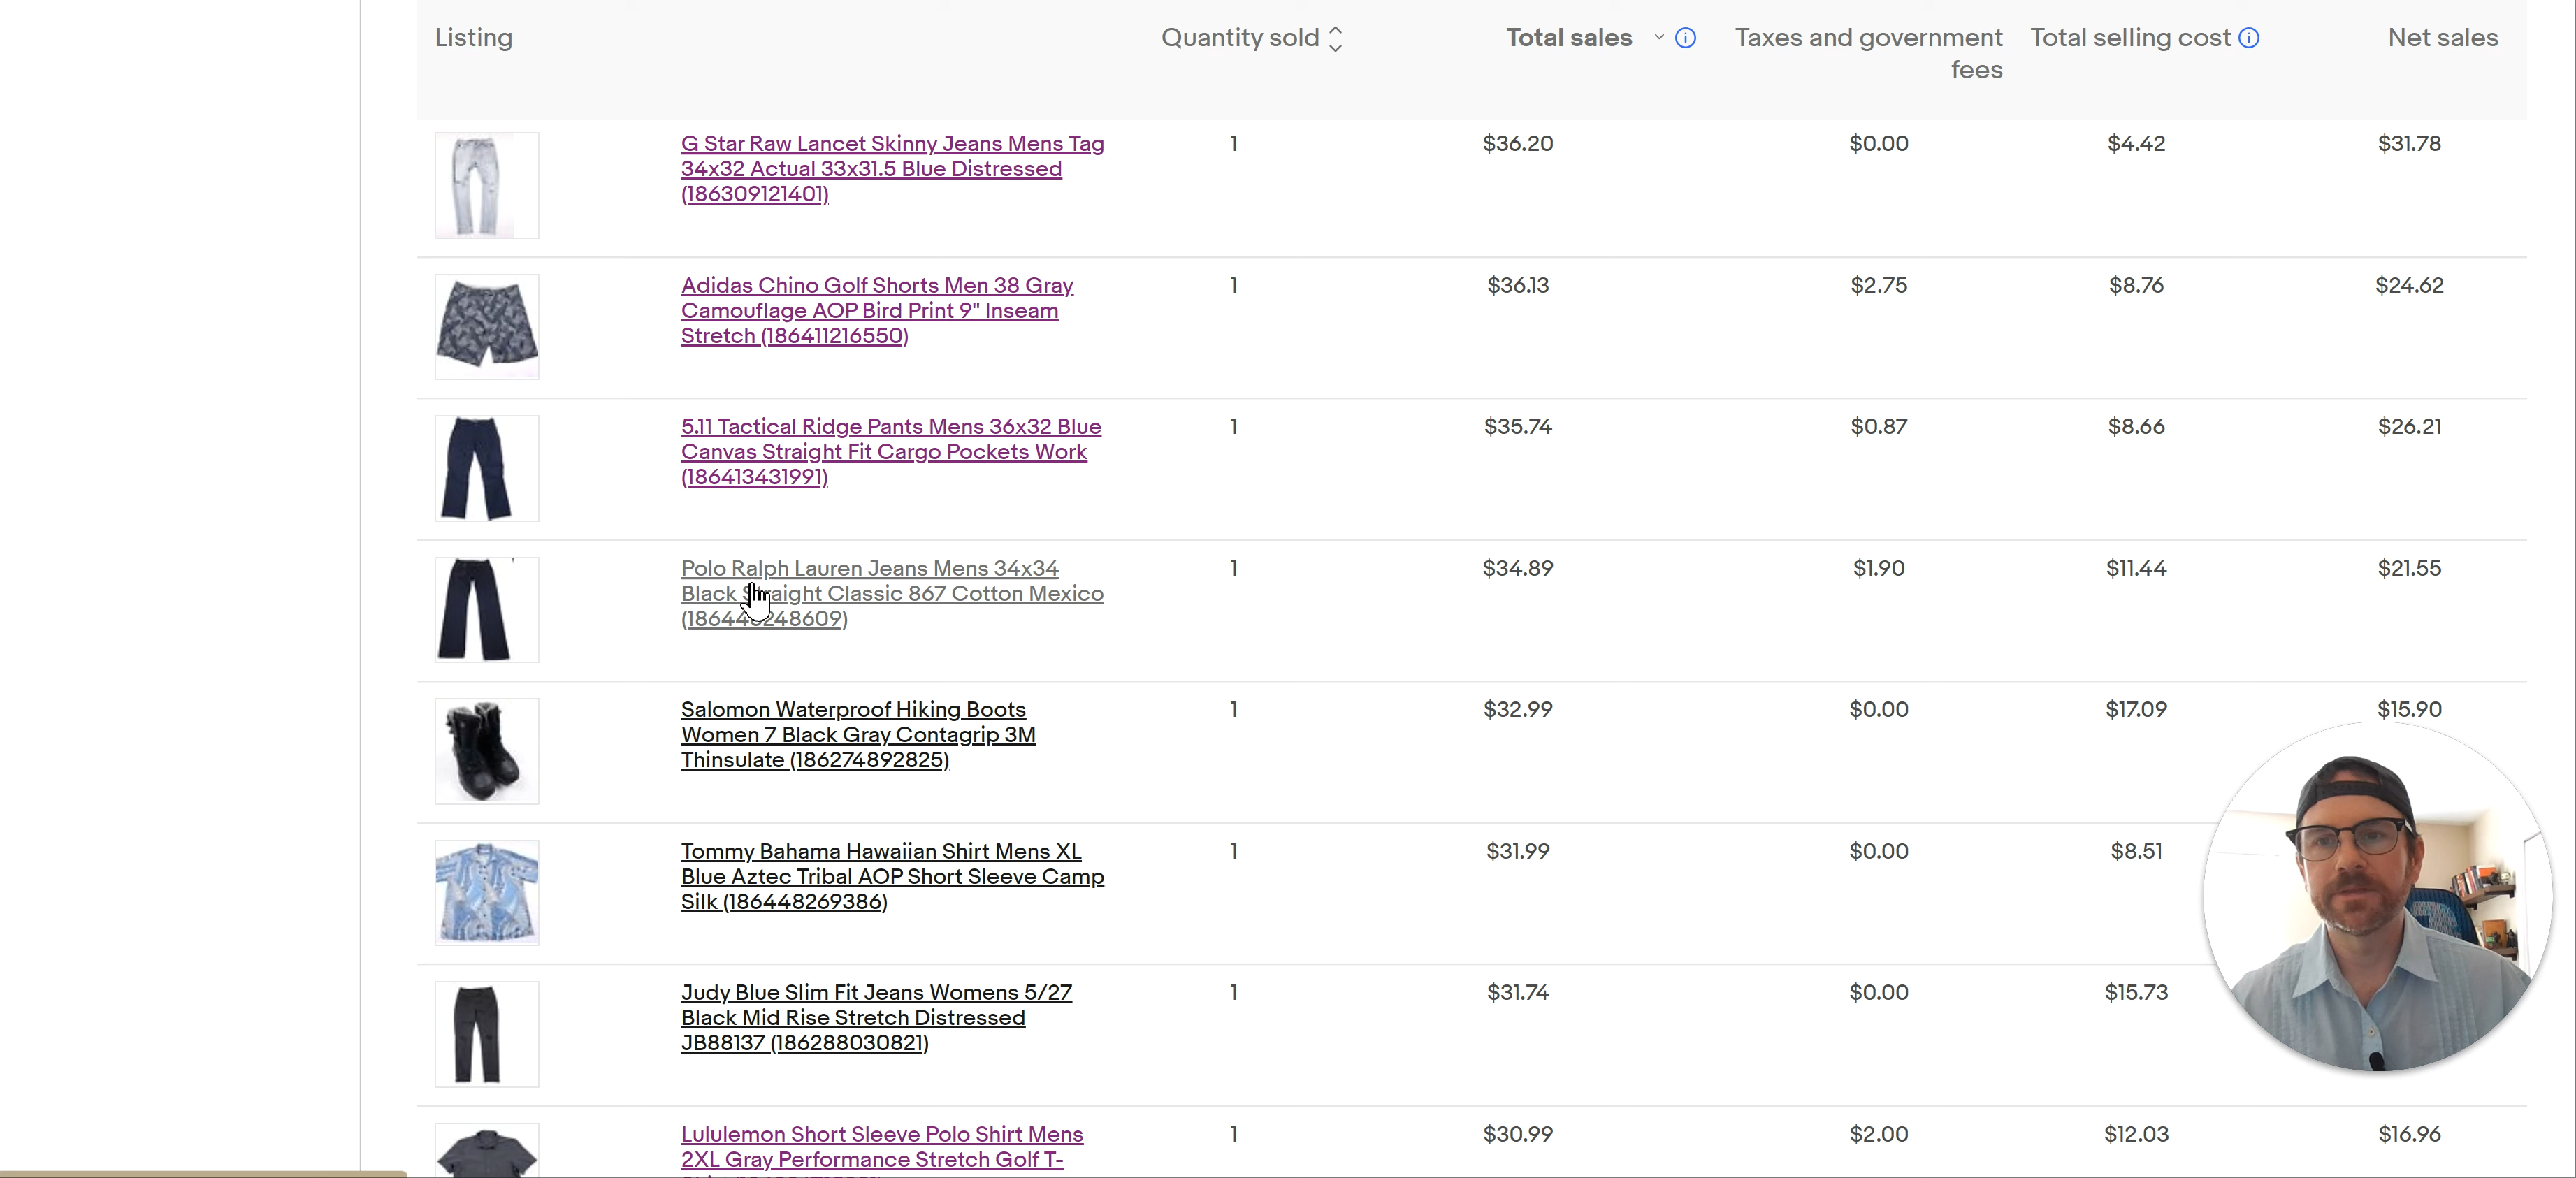 Listing Quantity sold Total sales Taxes and government fees Total selling cost Net sales
G Star Raw Lancet Skinny Jeans Mens Tag 1 $36.20 $0.00 $4.42 $31.78
34x32 Actual 33x31.5 Blue Distressed
(186309121401)
Adidas Chino Golf Shorts Men 38 Gray 1 $36.13 $2.75 $8.76 $24.62
Camouflage AOP Bird Print 9" Inseam
Stretch (186411216550)
5.11 Tactical Ridge Pants Mens 36x32 Blue 1 $35.74 $0.87 $8.66 $26.21
Canvas Straight Fit Cargo Pockets Work
(186413431991)
Polo Ralph Lauren Jeans Mens 34x34 1 $34.89 $1.90 $11.44 $21.55
Black Straight Classic 867 Cotton Mexico
Salomon Waterproof Hiking Boots 1 $32.99 $0.00 $17.09 $15.90
Women 7 Black Gray Contagrip 3M
Thinsulate (186274892825)
Tommy Bahama Hawaiian Shirt Mens XL 1 $31.99 $0.00 $8.51
Blue Aztec Tribal AOP Short Sleeve Camp
Silk (186448269386)
Judy Blue Slim Fit Jeans Womens 5/27 1 $31.74 $0.00 $15.73
Black Mid Rise Stretch Distressed
JB88137 (186288030821)
Lululemon Short Sleeve Polo Shirt Mens 1 $30.99 $2.00 $12.03 $16.96
2XL Gray Performance Stretch Golf T-